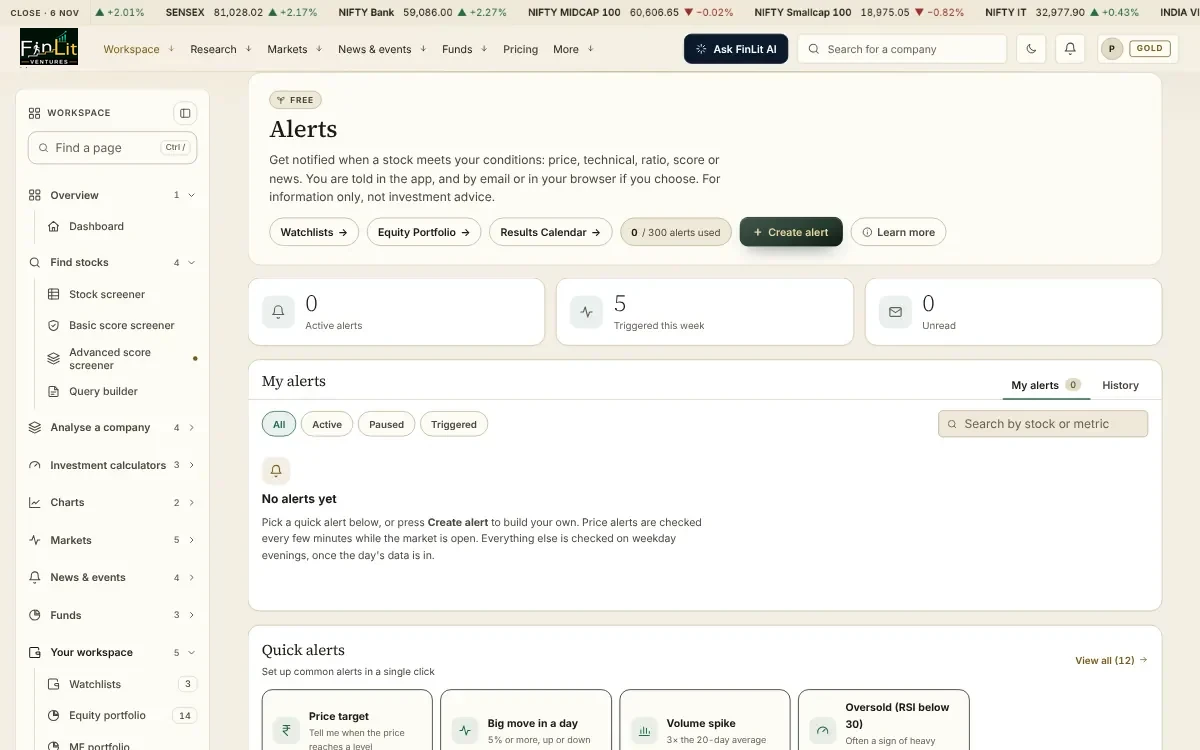 CLOSE · 6 NOV ▲ +2.01% SENSEX 81,028.02 ▲ +2.17% NIFTY Bank 59,086.00 ▲ +2.27% NIFTY MIDCAP 100 60,606.65 ▼ −0.02% NIFTY Smallcap 100 18,975.05 ▼ −0.82% NIFTY IT 32,977.90 ▲ +0.43% INDIA VI
FinLit
VENTURES
Workspace Research Markets News & events Funds Pricing More Ask FinLit AI Search for a company P GOLD
WORKSPACE
Find a page Ctrl /
Overview 1
Dashboard
Find stocks 4
Stock screener
Basic score screener
Advanced score
screener
Query builder
Analyse a company 4
Investment calculators 3
Charts 2
Markets 5
News & events 4
Funds 3
Your workspace 5
Watchlists 3
Equity portfolio 14
MF portfolio
FREE
Alerts
Get notified when a stock meets your conditions: price, technical, ratio, score or
news. You are told in the app, and by email or in your browser if you choose. For
information only, not investment advice.
Watchlists → Equity Portfolio → Results Calendar → 0 / 300 alerts used + Create alert Learn more
0
Active alerts
5
Triggered this week
0
Unread
My alerts My alerts 0 History
All Active Paused Triggered Search by stock or metric
No alerts yet
Pick a quick alert below, or press Create alert to build your own. Price alerts are checked
every few minutes while the market is open. Everything else is checked on weekday
evenings, once the day's data is in.
Quick alerts
Set up common alerts in a single click
View all (12) →
Price target
Tell me when the price
reaches a level
Big move in a day
5% or more, up or down
Volume spike
3× the 20-day average
Oversold (RSI below
30)
Often a sign of heavy